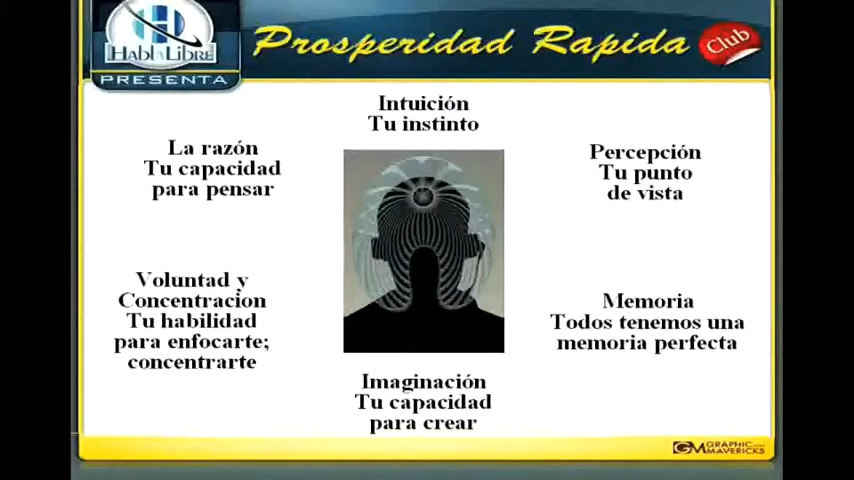 HABLALIBRE
PRESENTA
Prosperidad Rapida
Club
Intuición
Tu instinto
La razón
Tu capacidad
para pensar
Percepción
Tu punto
de vista
Voluntad y
Concentracion
Tu habilidad
para enfocarte;
concentrarte
Memoria
Todos tenemos una
memoria perfecta
Imaginación
Tu capacidad
para crear
GM GRAPHIC.com
MAVERICKS